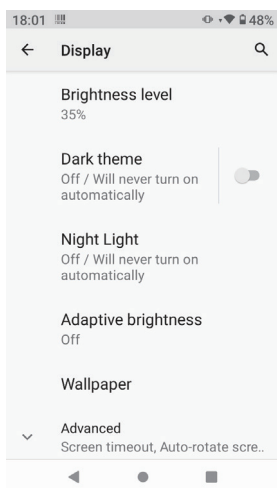 18:01 48%
Display
Brightness level
35%
Dark theme
Off / Will never turn on
automatically
Night Light
Off / Will never turn on
automatically
Adaptive brightness
Off
Wallpaper
Advanced
Screen timeout, Auto-rotate scre..